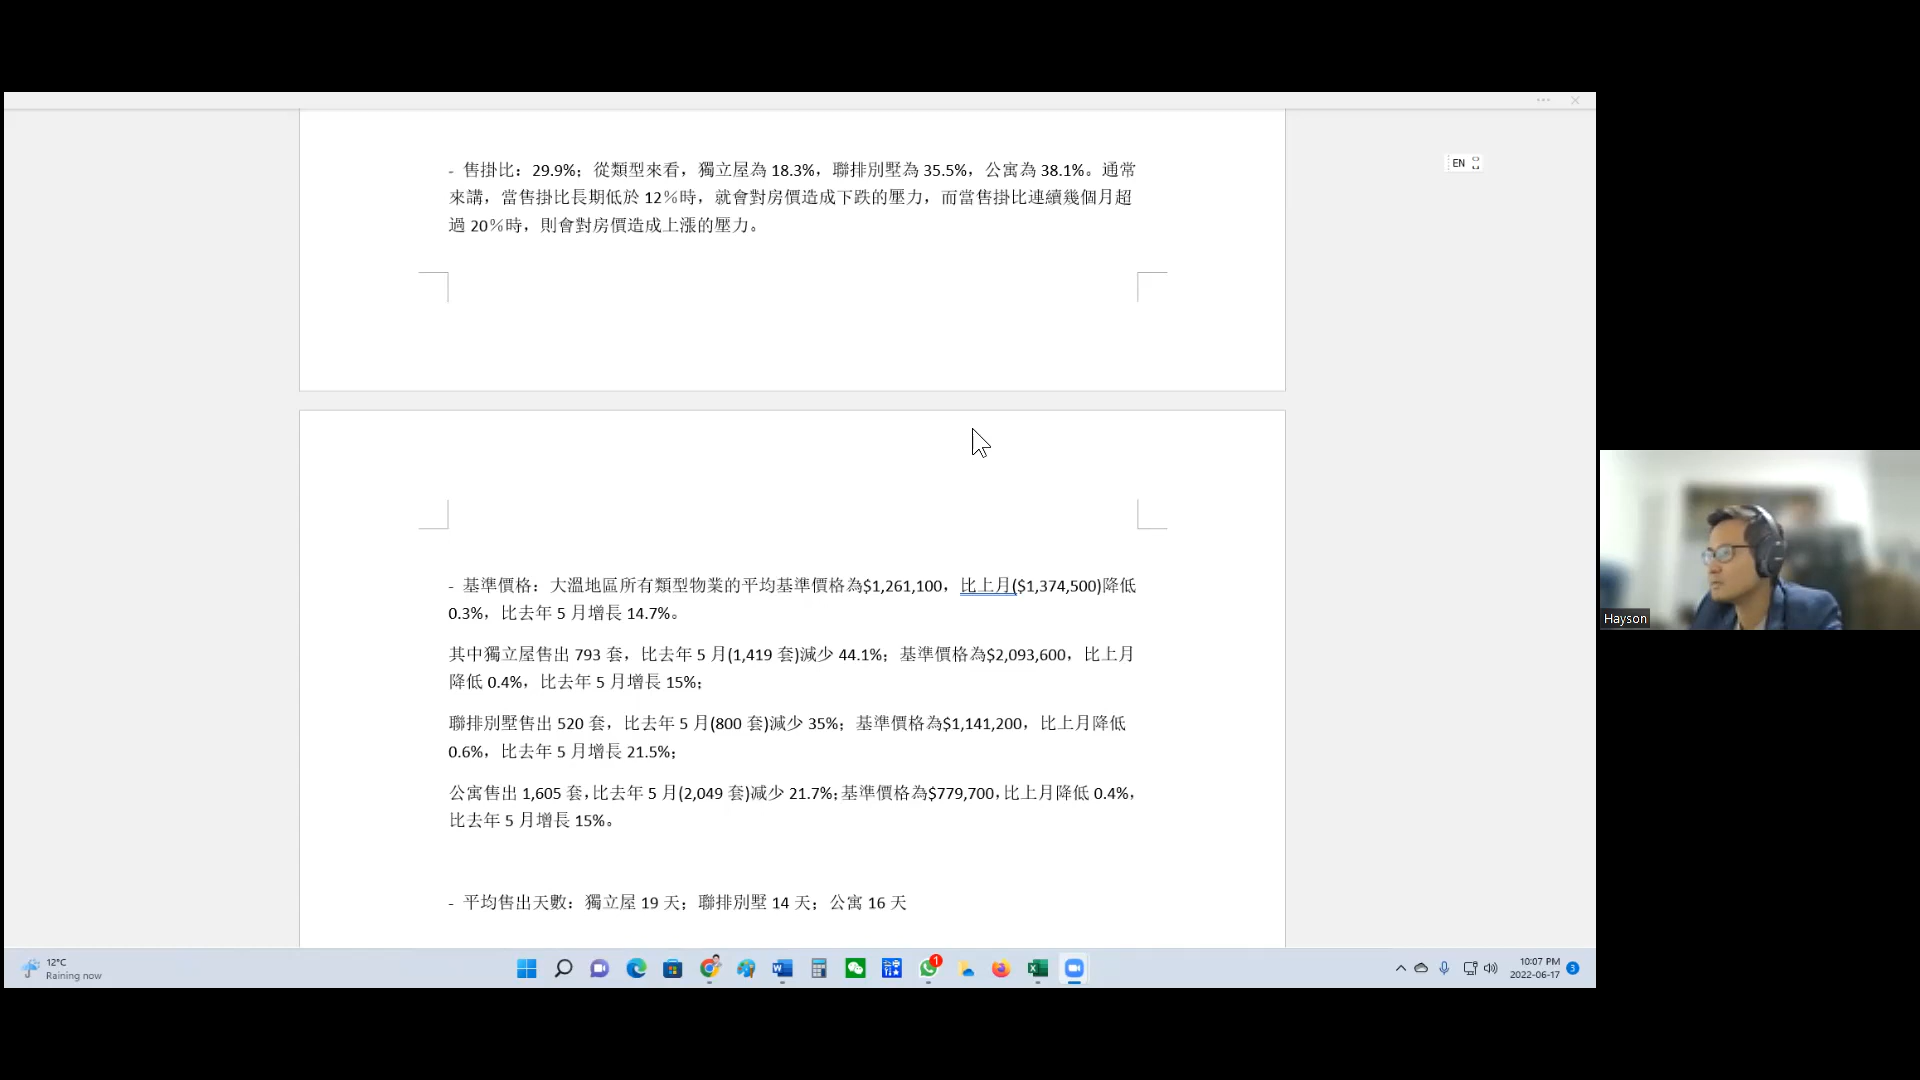 EN
- 售掛比：29.9%；從類型來看，獨立屋為 18.3%，聯排別墅為 35.5%，公寓為 38.1%。通常
來講，當售掛比長期低於 12%時，就會對房價造成下跌的壓力，而當售掛比連續幾個月超
過 20%時，則會對房價造成上漲的壓力。
- 基準價格：大溫地區所有類型物業的平均基準價格為$1,261,100，比上月($1,374,500)降低
0.3%，比去年 5 月增長 14.7%。
其中獨立屋售出 793 套，比去年 5 月(1,419 套)減少 44.1%；基準價格為$2,093,600，比上月
降低 0.4%，比去年 5 月增長 15%；
聯排別墅售出 520 套，比去年 5 月(800 套)減少 35%；基準價格為$1,141,200，比上月降低
0.6%，比去年 5 月增長 21.5%；
公寓售出 1,605 套，比去年 5 月(2,049 套)减少 21.7%；基準價格為$779,700，比上月降低 0.4%，
比去年 5 月增長 15%。
- 平均售出天數：獨立屋 19 天；聯排別墅 14 天；公寓 16 天
Hayson
12°C
Raining now
1
10:07 PM
2022-06-17
3